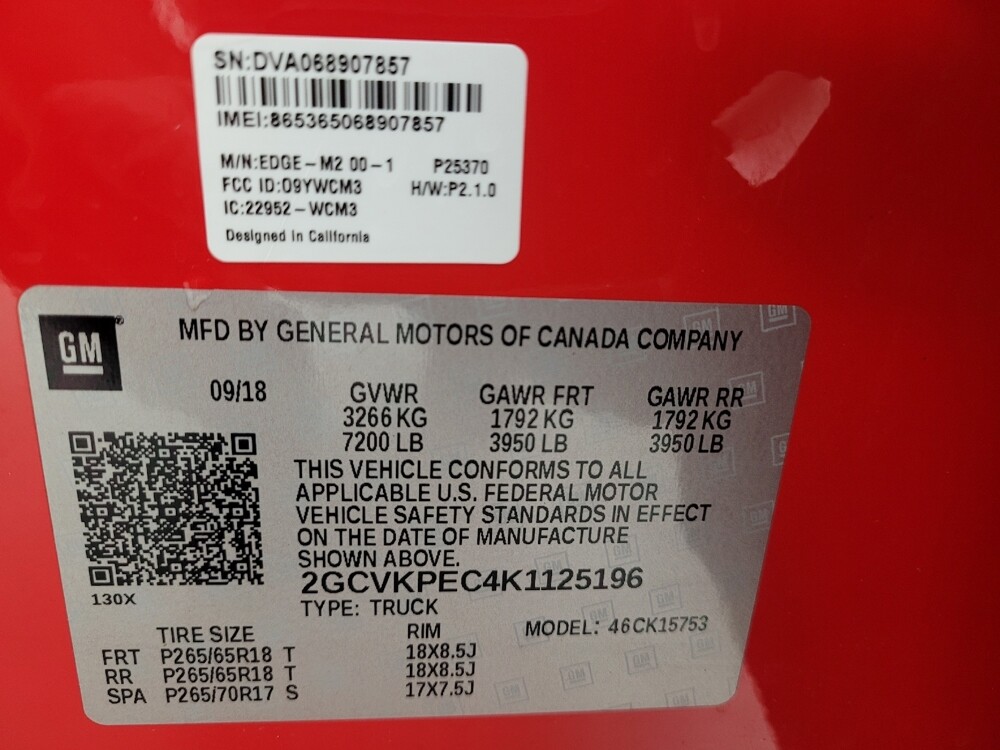 SN:DVA068907857
IMEI:865365068907857
M/N:EDGE-M2 00-1 P25370
FCC ID:O9YWCM3 H/W:P2.1.0
IC:22952-WCM3
Designed in California
GM® MFD BY GENERAL MOTORS OF CANADA COMPANY
09/18 GVWR GAWR FRT GAWR RR
3266 KG 1792 KG 1792 KG
7200 LB 3950 LB 3950 LB
THIS VEHICLE CONFORMS TO ALL
APPLICABLE U.S. FEDERAL MOTOR
VEHICLE SAFETY STANDARDS IN EFFECT
ON THE DATE OF MANUFACTURE
SHOWN ABOVE.
2GCVKPEC4K1125196
130X
TYPE: TRUCK
MODEL: 46CK15753
TIRE SIZE RIM
FRT P265/65R18 T 18X8.5J
RR P265/65R18 T 18X8.5J
SPA P265/70R17 S 17X7.5J